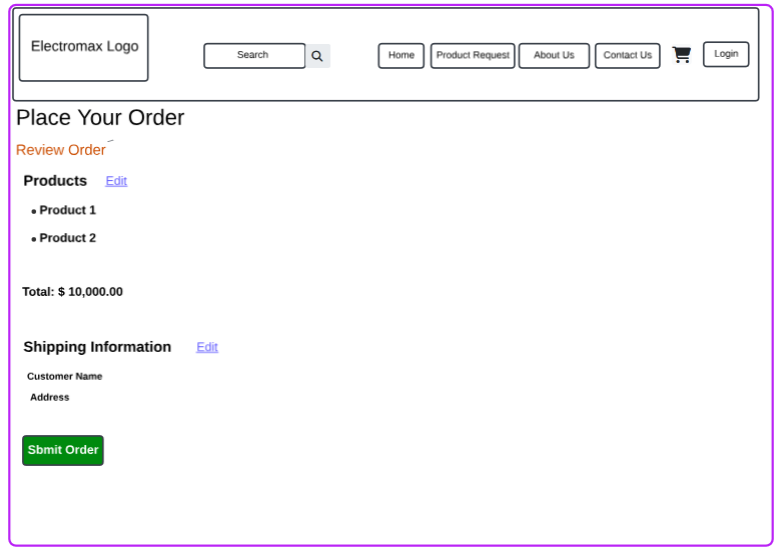 Electromax Logo
Search
Home
Product Request
About Us
Contact Us
Login
Place Your Order
Review Order
Products Edit
• Product 1
• Product 2
Total: $ 10,000.00
Shipping Information Edit
Customer Name
Address
Sbmit Order